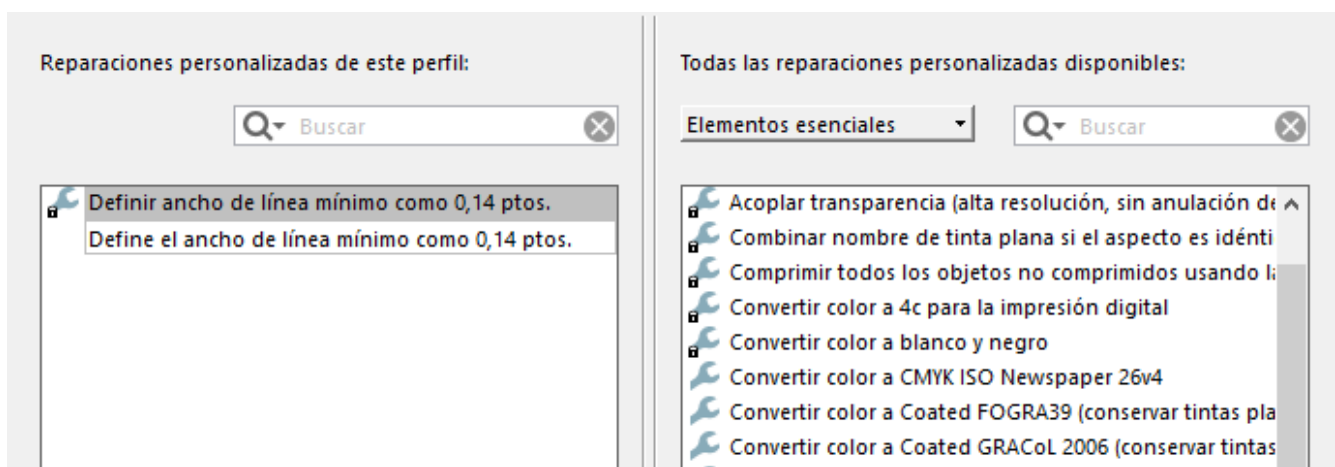 Reparaciones personalizadas de este perfil:
Buscar
Definir ancho de línea mínimo como 0,14 ptos.
Define el ancho de línea mínimo como 0,14 ptos.
Todas las reparaciones personalizadas disponibles:
Elementos esenciales
Buscar
Acoplar transparencia (alta resolución, sin anulación de
Combinar nombre de tinta plana si el aspecto es idénti
Comprimir todos los objetos no comprimidos usando la
Convertir color a 4c para la impresión digital
Convertir color a blanco y negro
Convertir color a CMYK ISO Newspaper 26v4
Convertir color a Coated FOGRA39 (conservar tintas pla
Convertir color a Coated GRACoL 2006 (conservar tintas